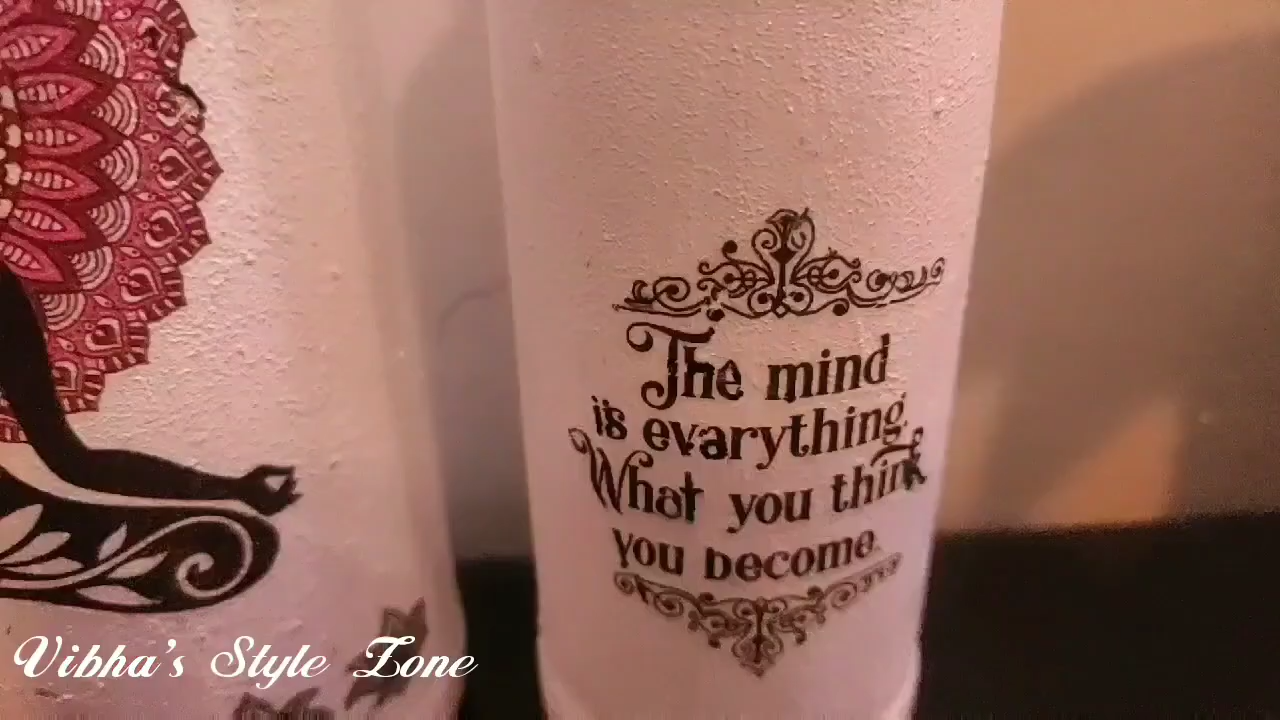 The mind
is evarything
What you think
you become.
Vibha's Style Zone